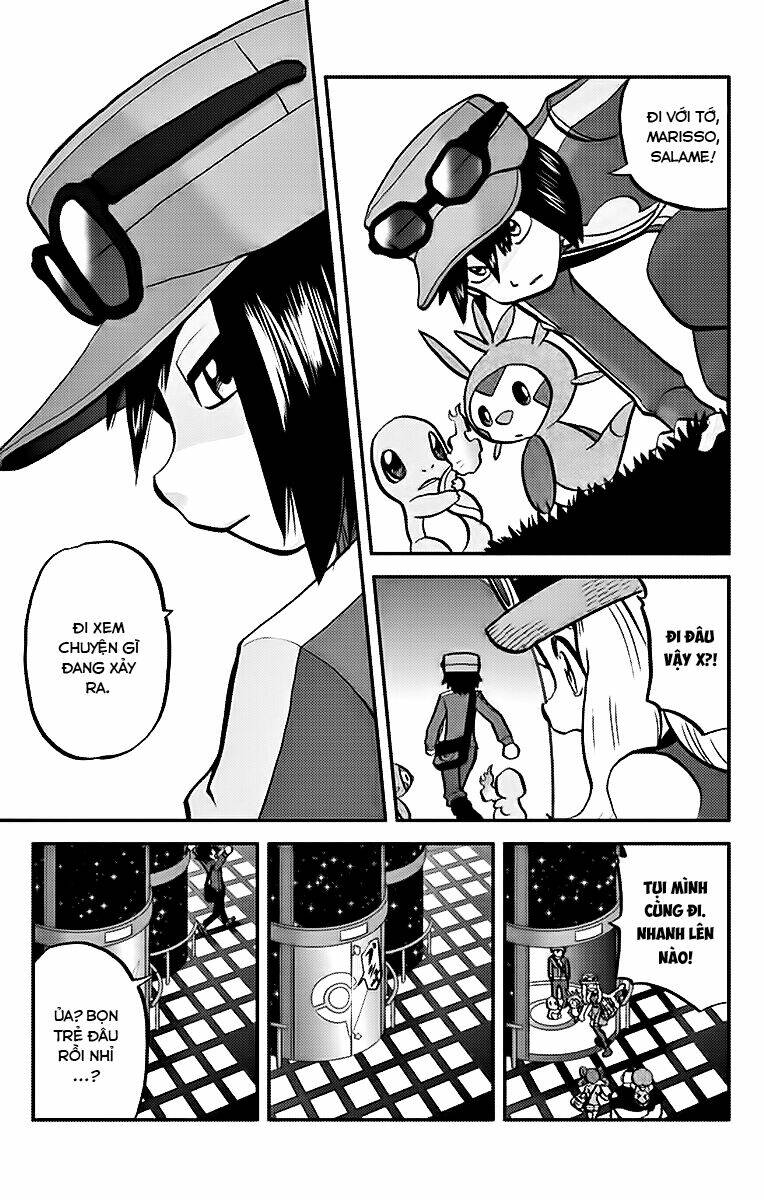 ĐI VỚI TỚ,
MARISSO,
SALAME!
ĐI XEM
CHUYỆN GÌ
ĐANG XẢY
RA.
ĐI ĐÂU
VẬY X?!
TỤI MÌNH
CŨNG ĐI.
NHANH LÊN
NÀO!
ỦA? BỌN
TRẺ ĐÂU
RỒI NHỈ
...?